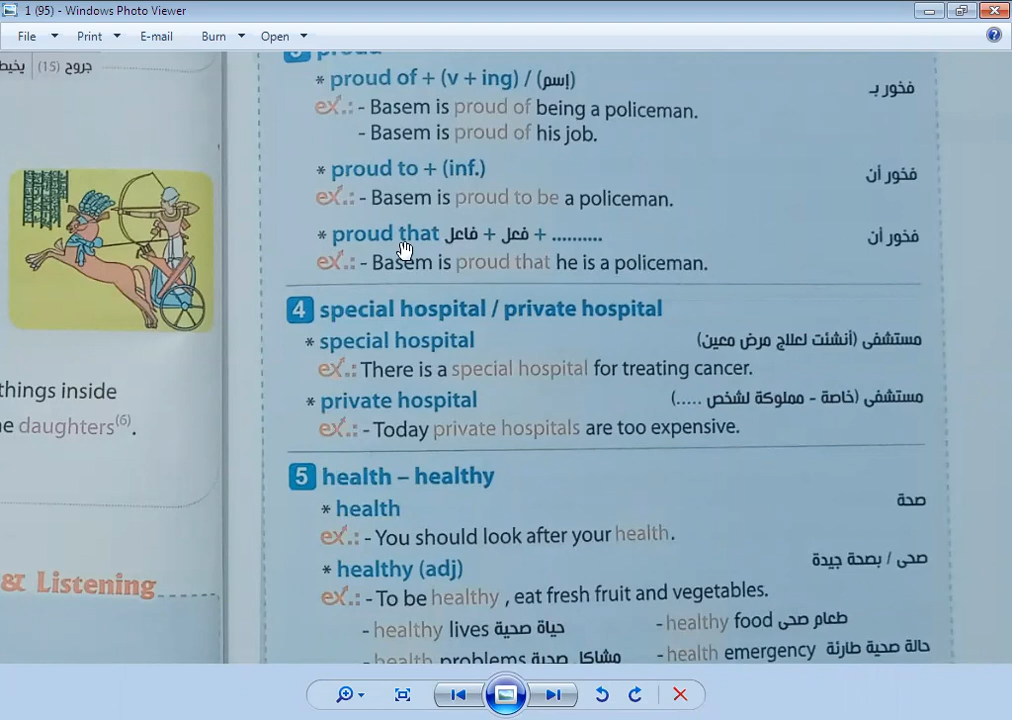 1 (95) - Windows Photo Viewer
File Print E-mail Burn Open
جروح (15) | يخيط
3 proud
* proud of + (v + ing) / (إسم) فخور بـ
ex.: - Basem is proud of being a policeman.
- Basem is proud of his job.
* proud to + (inf.) فخور أن
ex.: - Basem is proud to be a policeman.
* proud that فاعل + فعل + .......... فخور أن
ex.: - Basem is proud that he is a policeman.
4 special hospital / private hospital
* special hospital مستشفى (أنشئت لعلاج مرض معين)
ex.: There is a special hospital for treating cancer.
* private hospital مستشفى (خاصة - مملوكة لشخص .....)
ex.: - Today private hospitals are too expensive.
5 health – healthy
* health صحة
ex.: - You should look after your health.
* healthy (adj) صحى / بصحة جيدة
ex.: - To be healthy , eat fresh fruit and vegetables.
- healthy lives حياة صحية - healthy food طعام صحى
- health problems مشاكل صحية - health emergency حالة صحية طارئة
things inside
e daughters(6).
& Listening